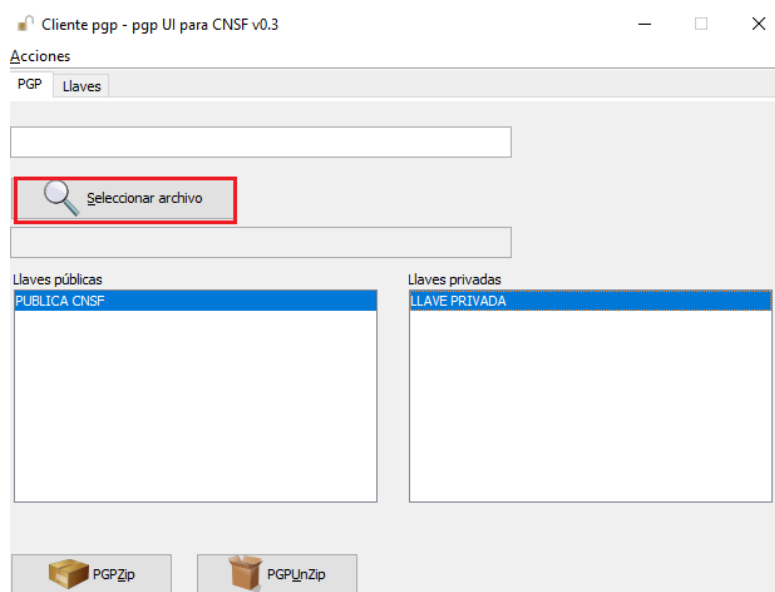 Cliente pgp - pgp UI para CNSF v0.3
Acciones
PGP Llaves
Seleccionar archivo
Llaves públicas Llaves privadas
PUBLICA CNSF LLAVE PRIVADA
PGPZip PGPUnZip